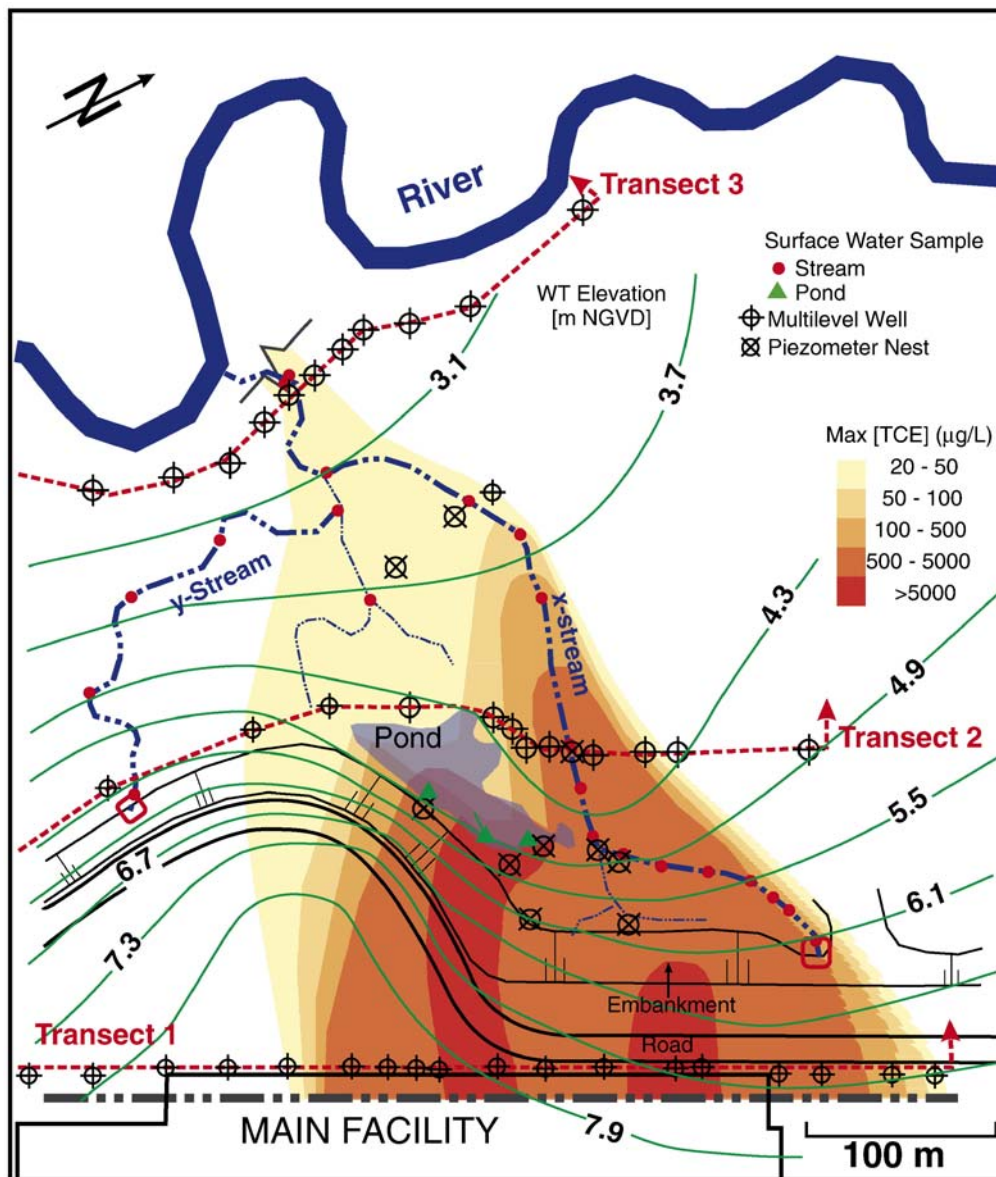 N
River
Transect 3
Surface Water Sample
Stream
Pond
Multilevel Well
Piezometer Nest
WT Elevation
[m NGVD]
3.1
3.7
Max [TCE] (µg/L)
20 - 50
50 - 100
100 - 500
500 - 5000
>5000
y-Stream
x-stream
4.3
4.9
Pond
Transect 2
5.5
6.7
6.1
7.3
Embankment
Transect 1
Road
MAIN FACILITY
7.9
100 m